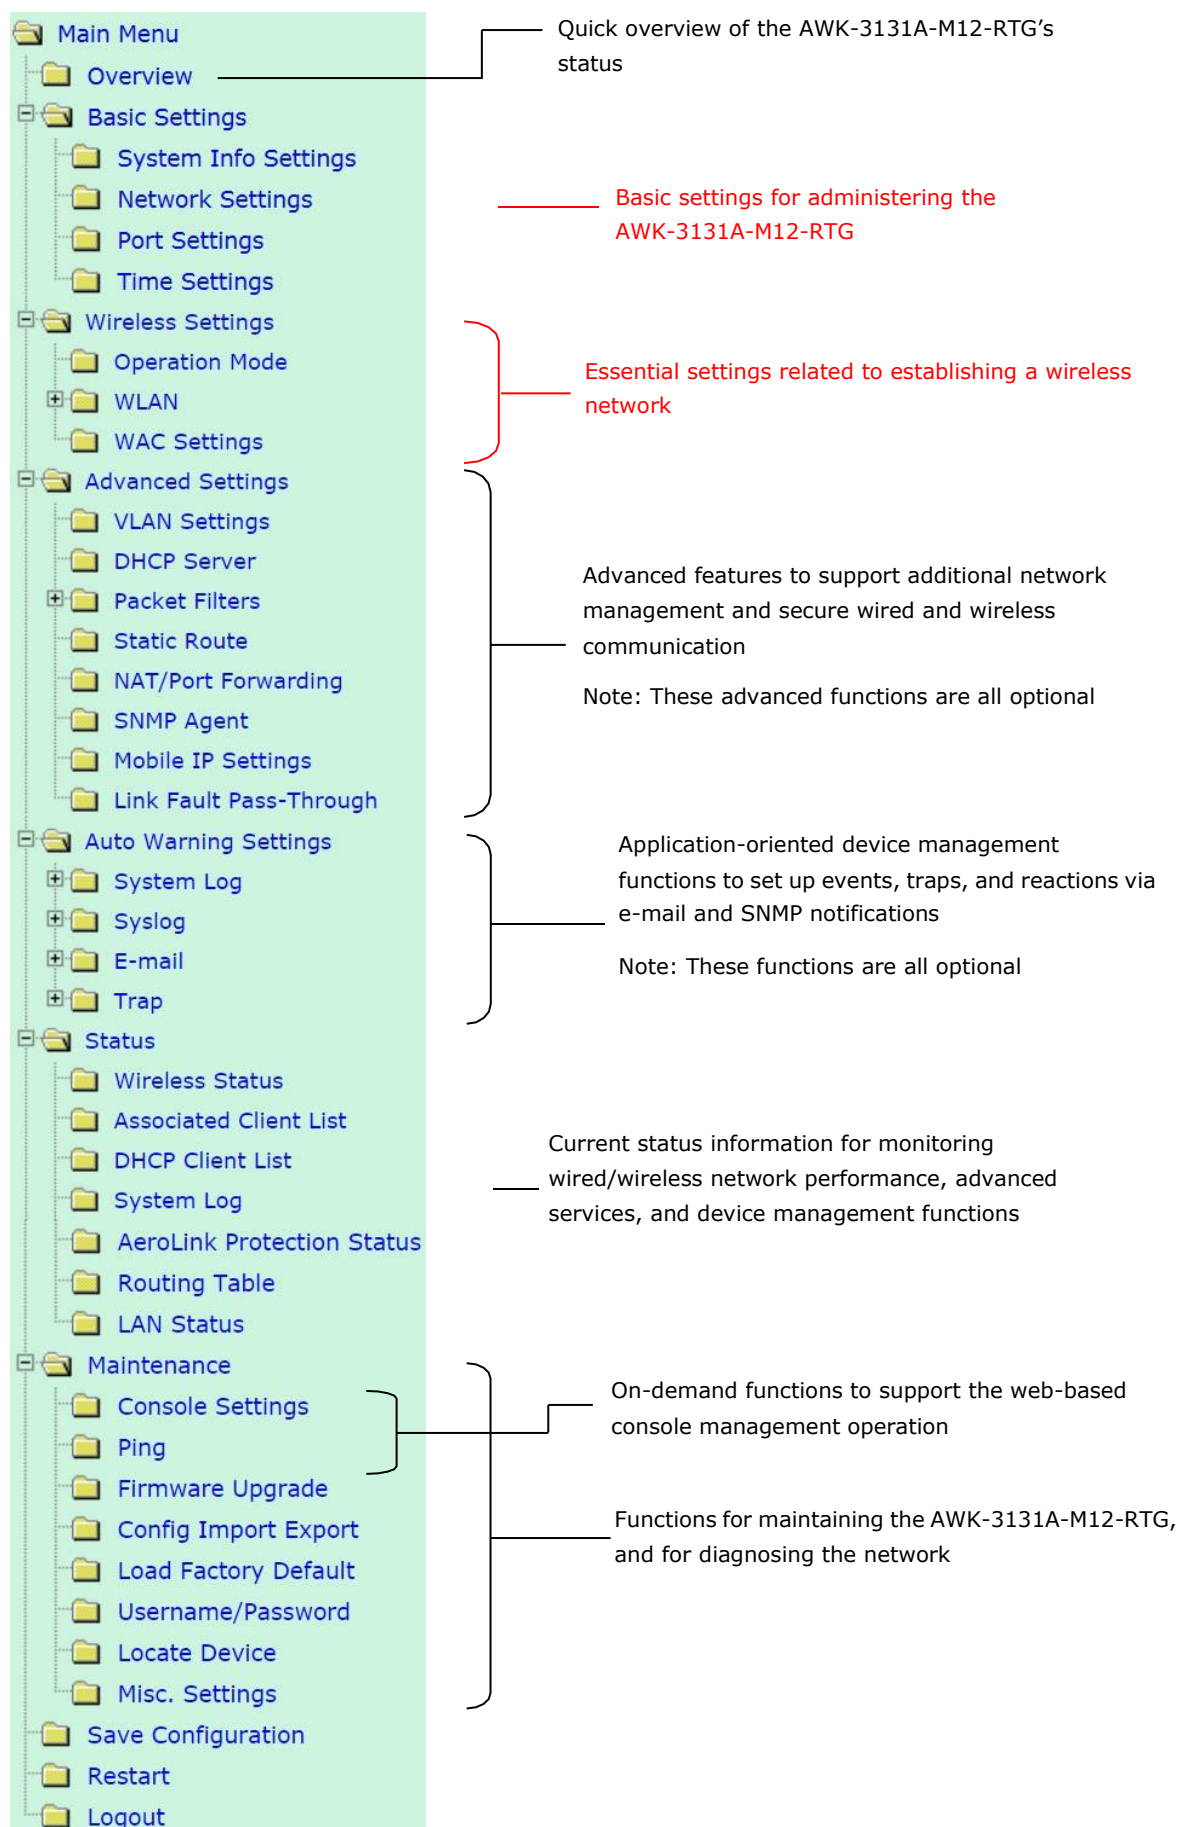 Main Menu
Overview
Basic Settings
System Info Settings
Network Settings
Port Settings
Time Settings
Wireless Settings
Operation Mode
WLAN
WAC Settings
Advanced Settings
VLAN Settings
DHCP Server
Packet Filters
Static Route
NAT/Port Forwarding
SNMP Agent
Mobile IP Settings
Link Fault Pass-Through
Auto Warning Settings
System Log
Syslog
E-mail
Trap
Status
Wireless Status
Associated Client List
DHCP Client List
System Log
AeroLink Protection Status
Routing Table
LAN Status
Maintenance
Console Settings
Ping
Firmware Upgrade
Config Import Export
Load Factory Default
Username/Password
Locate Device
Misc. Settings
Save Configuration
Restart
Logout
Quick overview of the AWK-3131A-M12-RTG’s
status
Basic settings for administering the
AWK-3131A-M12-RTG
Essential settings related to establishing a wireless
network
Advanced features to support additional network
management and secure wired and wireless
communication
Note: These advanced functions are all optional
Application-oriented device management
functions to set up events, traps, and reactions via
e-mail and SNMP notifications
Note: These functions are all optional
Current status information for monitoring
wired/wireless network performance, advanced
services, and device management functions
On-demand functions to support the web-based
console management operation
Functions for maintaining the AWK-3131A-M12-RTG,
and for diagnosing the network